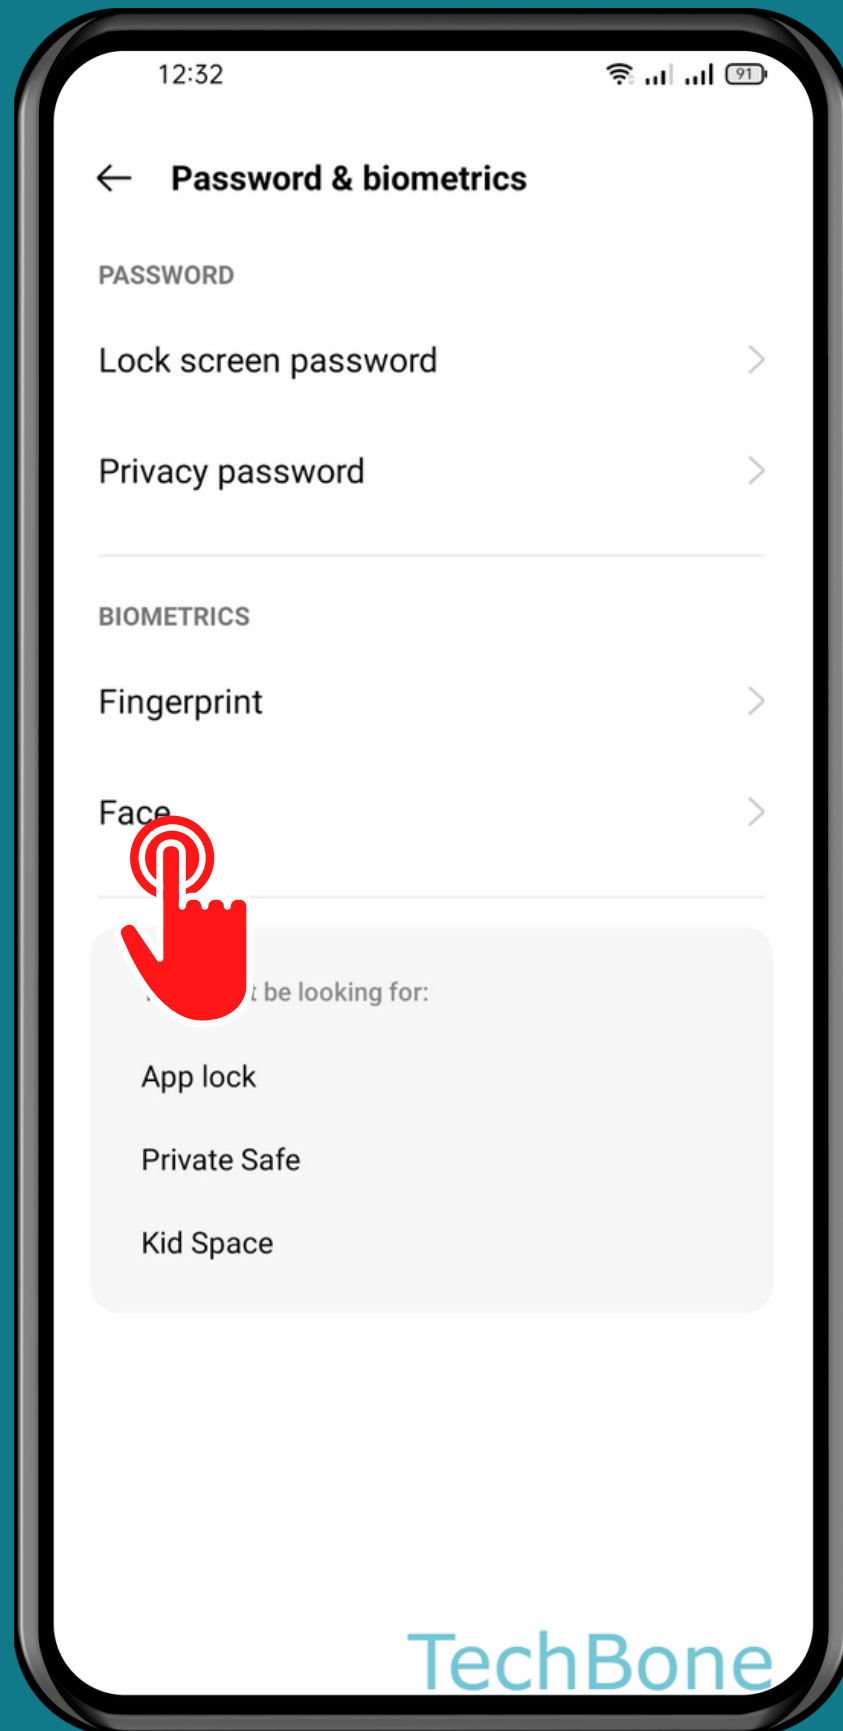 12:32
91
Password & biometrics
PASSWORD
Lock screen password
Privacy password
BIOMETRICS
Fingerprint
Face
be looking for:
App lock
Private Safe
Kid Space
TechBone